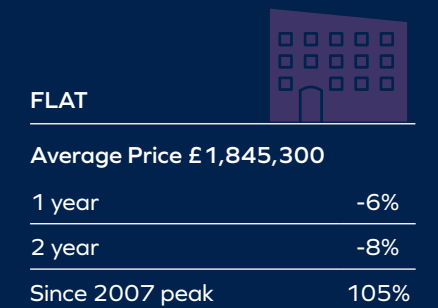 FLAT
Average Price £1,845,300
1 year -6%
2 year -8%
Since 2007 peak 105%